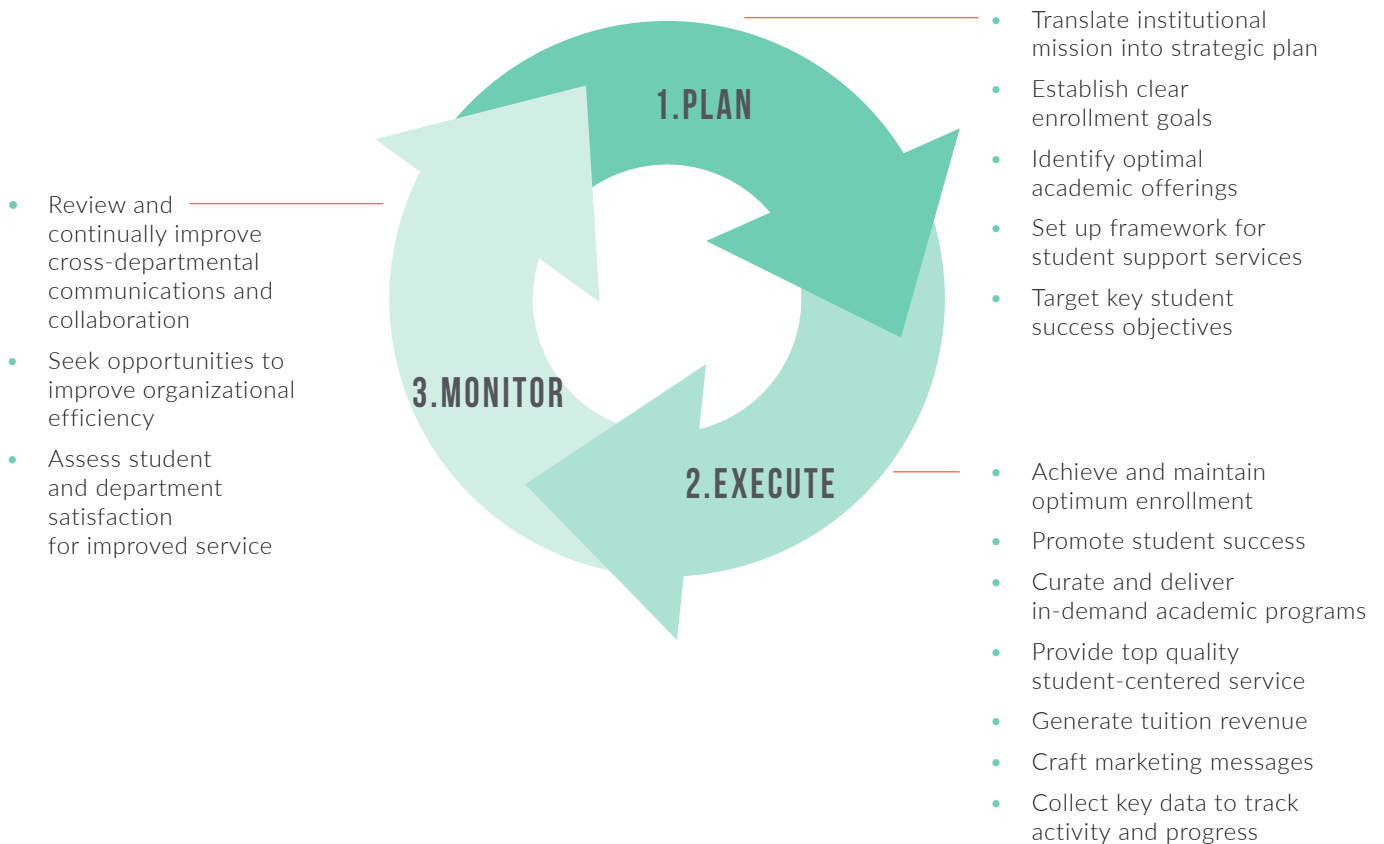 1.PLAN
• Translate institutional
mission into strategic plan
• Establish clear
enrollment goals
• Identify optimal
academic offerings
• Set up framework for
student support services
• Target key student
success objectives
2.EXECUTE
• Achieve and maintain
optimum enrollment
• Promote student success
• Curate and deliver
in-demand academic programs
• Provide top quality
student-centered service
• Generate tuition revenue
• Craft marketing messages
• Collect key data to track
activity and progress
3.MONITOR
• Review and
continually improve
cross-departmental
communications and
collaboration
• Seek opportunities to
improve organizational
efficiency
• Assess student
and department
satisfaction
for improved service